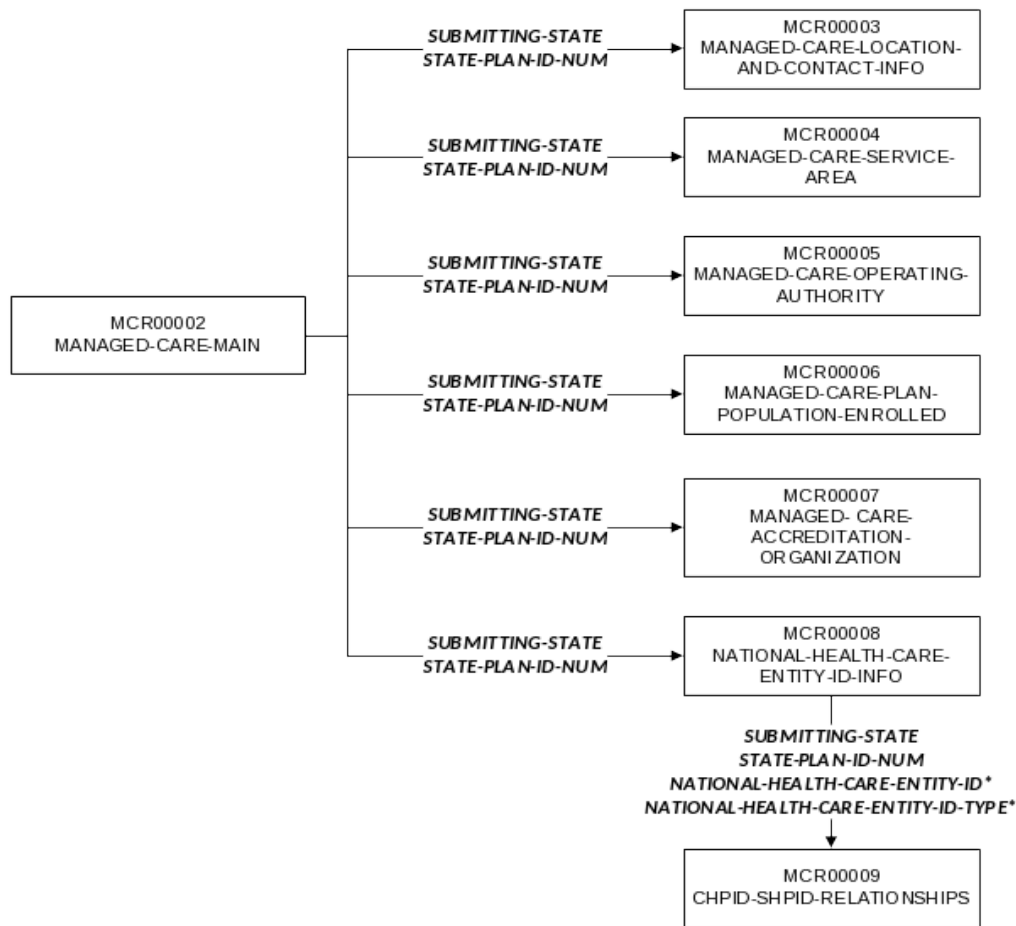 SUBMITTING-STATE
STATE-PLAN-ID-NUM
MCR00003
MANAGED-CARE-LOCATION-
AND-CONTACT-INFO
SUBMITTING-STATE
STATE-PLAN-ID-NUM
MCR00004
MANAGED-CARE-SERVICE-
AREA
SUBMITTING-STATE
STATE-PLAN-ID-NUM
MCR00005
MANAGED-CARE-OPERATING-
AUTHORITY
MCR00002
MANAGED-CARE-MAIN
SUBMITTING-STATE
STATE-PLAN-ID-NUM
MCR00006
MANAGED-CARE-PLAN-
POPULATION-ENROLLED
SUBMITTING-STATE
STATE-PLAN-ID-NUM
MCR00007
MANAGED- CARE-
ACCREDITATION-
ORGANIZATION
SUBMITTING-STATE
STATE-PLAN-ID-NUM
MCR00008
NATIONAL-HEALTH-CARE-
ENTITY-ID-INFO
SUBMITTING-STATE
STATE-PLAN-ID-NUM
NATIONAL-HEALTH-CARE-ENTITY-ID*
NATIONAL-HEALTH-CARE-ENTITY-ID-TYPE*
MCR00009
CHPID-SHPID-RELATIONSHIPS